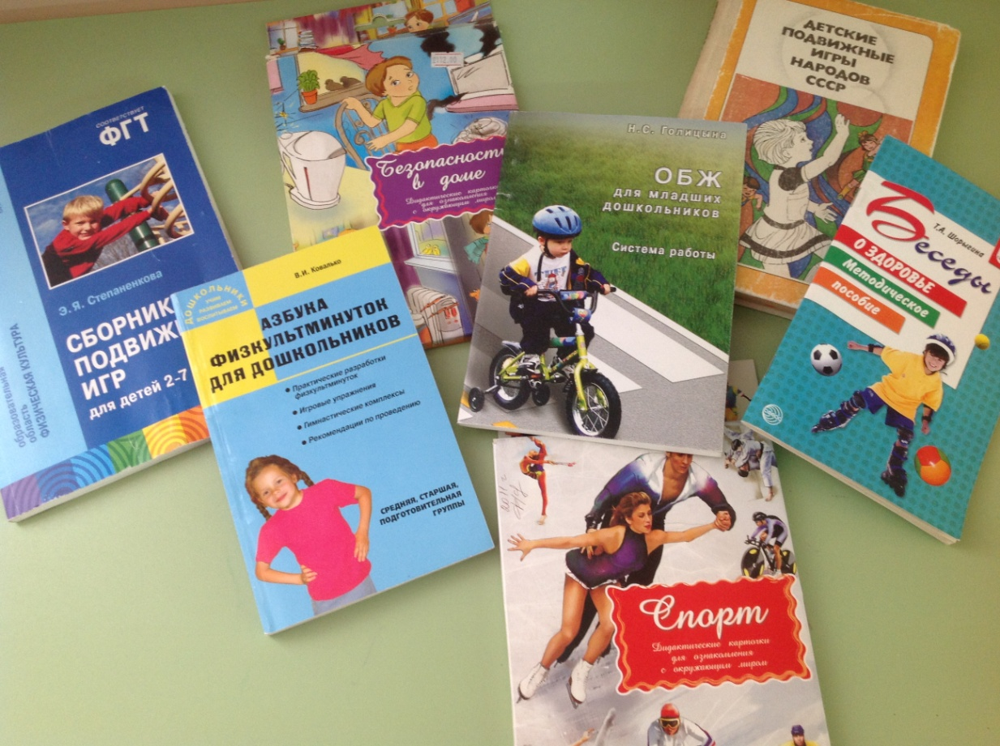 СООТВЕТСТВУЕТ
ФГТ
Э. Я. Степаненкова
СБОРНИК
ПОДВИЖ
ИГР
для детей 2-7
образовательная
область
ФИЗИЧЕСКАЯ КУЛЬТУРА
Безопасность
в доме
Дидактические карточки
для ознакомления
с окружающим миром
ДОШКОЛЬНИКИ
УЧИМ
РАЗВИВАЕМ
ВОСПИТЫВАЕМ
В.И. Ковалько
АЗБУКА
ФИЗКУЛЬТМИНУТОК
ДЛЯ ДОШКОЛЬНИКОВ
• Практические разработки
физкультминуток
• Игровые упражнения
• Гимнастические комплексы
• Рекомендации по проведению
СРЕДНЯЯ, СТАРШАЯ,
ПОДГОТОВИТЕЛЬНАЯ
ГРУППЫ
Н.С. Голицына
ОБЖ
для младших
дошкольников
Система работы
ДЕТСКИЕ
ПОДВИЖНЫЕ
ИГРЫ
НАРОДОВ
СССР
Т.А. Шорыгина
Беседы
О ЗДОРОВЬЕ
Методическое
пособие
Спорт
Дидактические карточки
для ознакомления
с окружающим миром